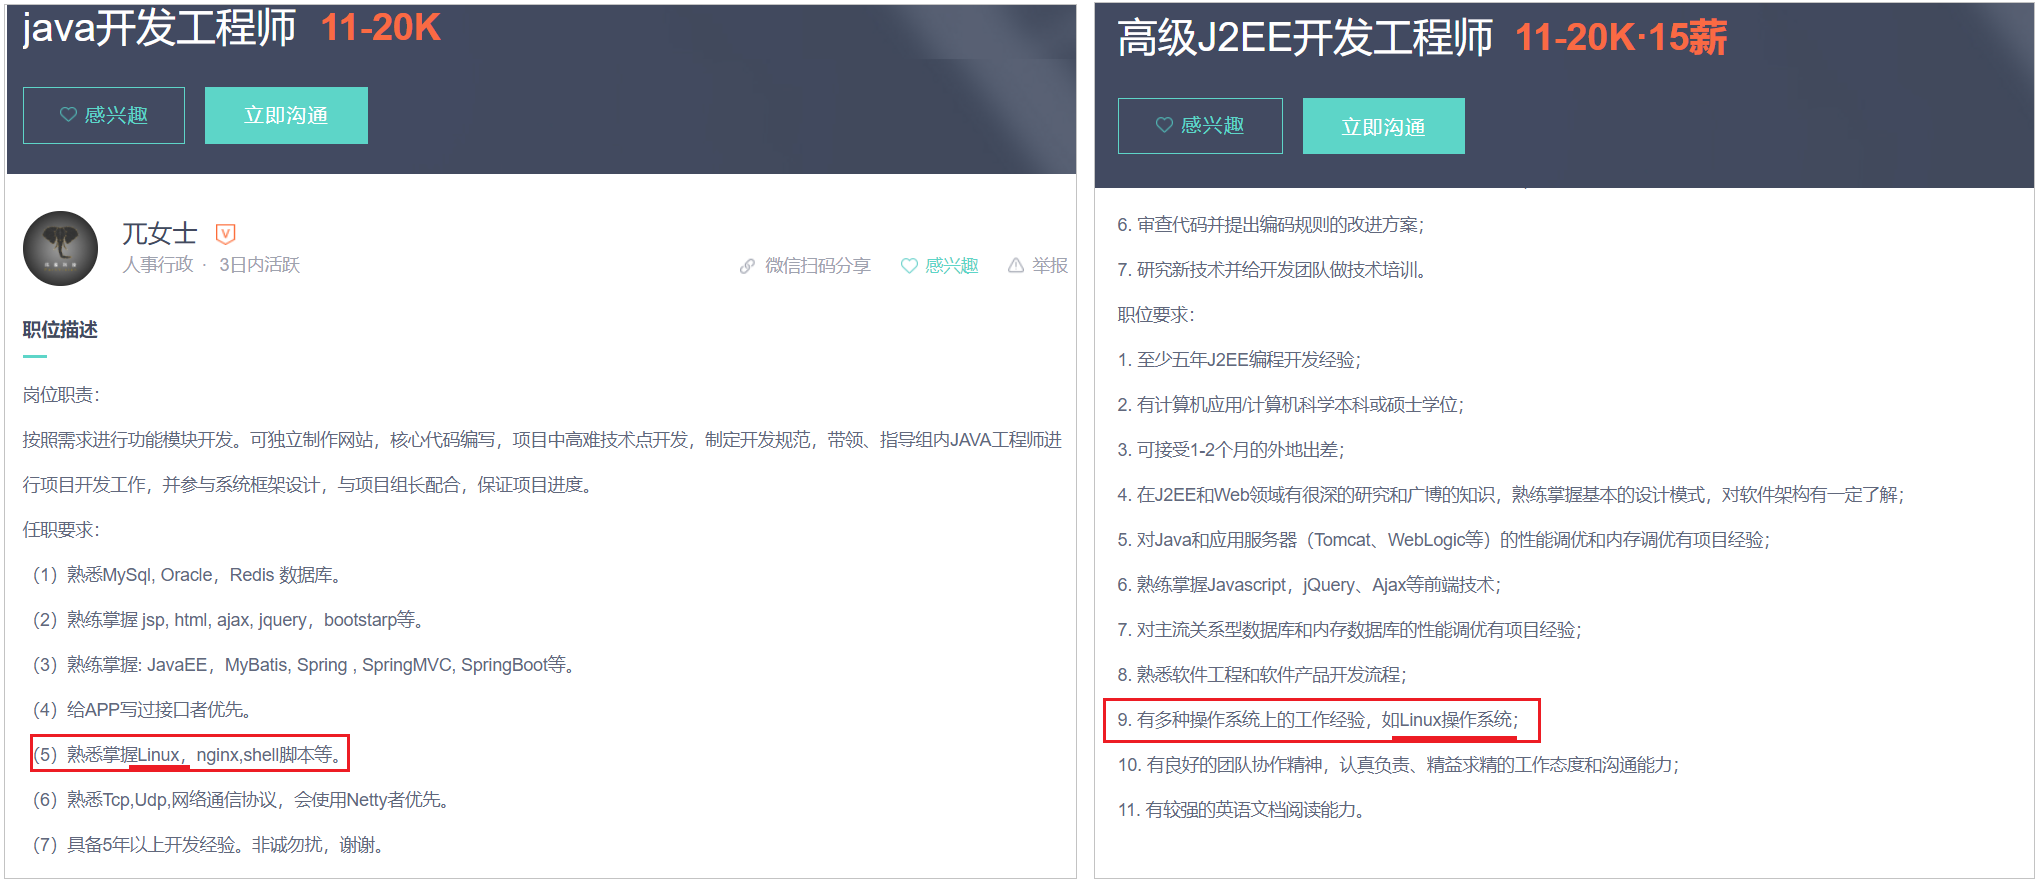 java开发工程师 11-20K
感兴趣 立即沟通
兀女士
人事行政 · 3日内活跃
微信扫码分享 感兴趣 举报
职位描述
岗位职责：
按照需求进行功能模块开发。可独立制作网站，核心代码编写，项目中高难技术点开发，制定开发规范，带领、指导组内JAVA工程师进
行项目开发工作，并参与系统框架设计，与项目组长配合，保证项目进度。
任职要求：
（1）熟悉MySql, Oracle，Redis 数据库。
（2）熟练掌握 jsp, html, ajax, jquery，bootstarp等。
（3）熟练掌握: JavaEE，MyBatis, Spring , SpringMVC, SpringBoot等。
（4）给APP写过接口者优先。
（5）熟悉掌握Linux，nginx,shell脚本等。
（6）熟悉Tcp,Udp,网络通信协议，会使用Netty者优先。
（7）具备5年以上开发经验。非诚勿扰，谢谢。
高级J2EE开发工程师 11-20K·15薪
感兴趣 立即沟通
6. 审查代码并提出编码规则的改进方案；
7. 研究新技术并给开发团队做技术培训。
职位要求：
1. 至少五年J2EE编程开发经验；
2. 有计算机应用/计算机科学本科或硕士学位；
3. 可接受1-2个月的外地出差；
4. 在J2EE和Web领域有很深的研究和广博的知识，熟练掌握基本的设计模式，对软件架构有一定了解；
5. 对Java和应用服务器（Tomcat、WebLogic等）的性能调优和内存调优有项目经验；
6. 熟练掌握Javascript，jQuery、Ajax等前端技术；
7. 对主流关系型数据库和内存数据库的性能调优有项目经验；
8. 熟悉软件工程和软件产品开发流程；
9. 有多种操作系统上的工作经验，如Linux操作系统；
10. 有良好的团队协作精神，认真负责、精益求精的工作态度和沟通能力；
11. 有较强的英语文档阅读能力。